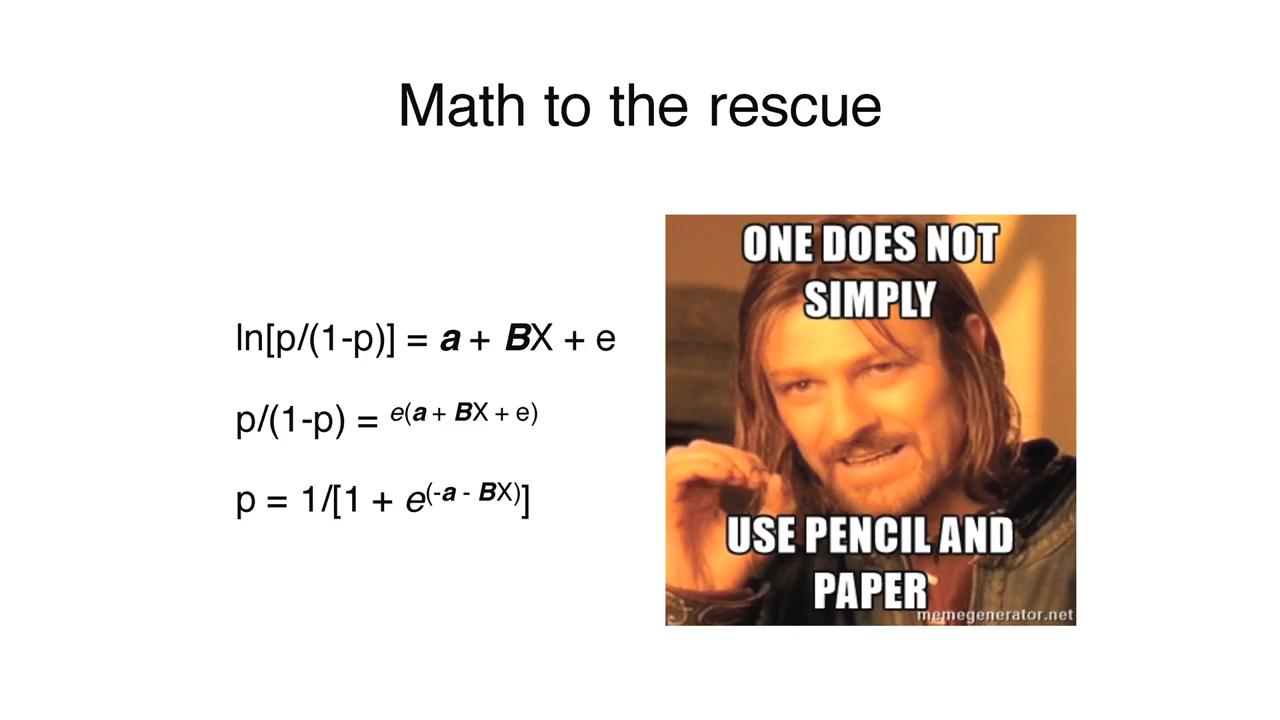 Math to the rescue
ln[p/(1-p)] = a + BX + e
p/(1-p) = e(a + BX + e)
p = 1/[1 + e(-a - BX)]
ONE DOES NOT
SIMPLY
USE PENCIL AND
PAPER
memegenerator.net